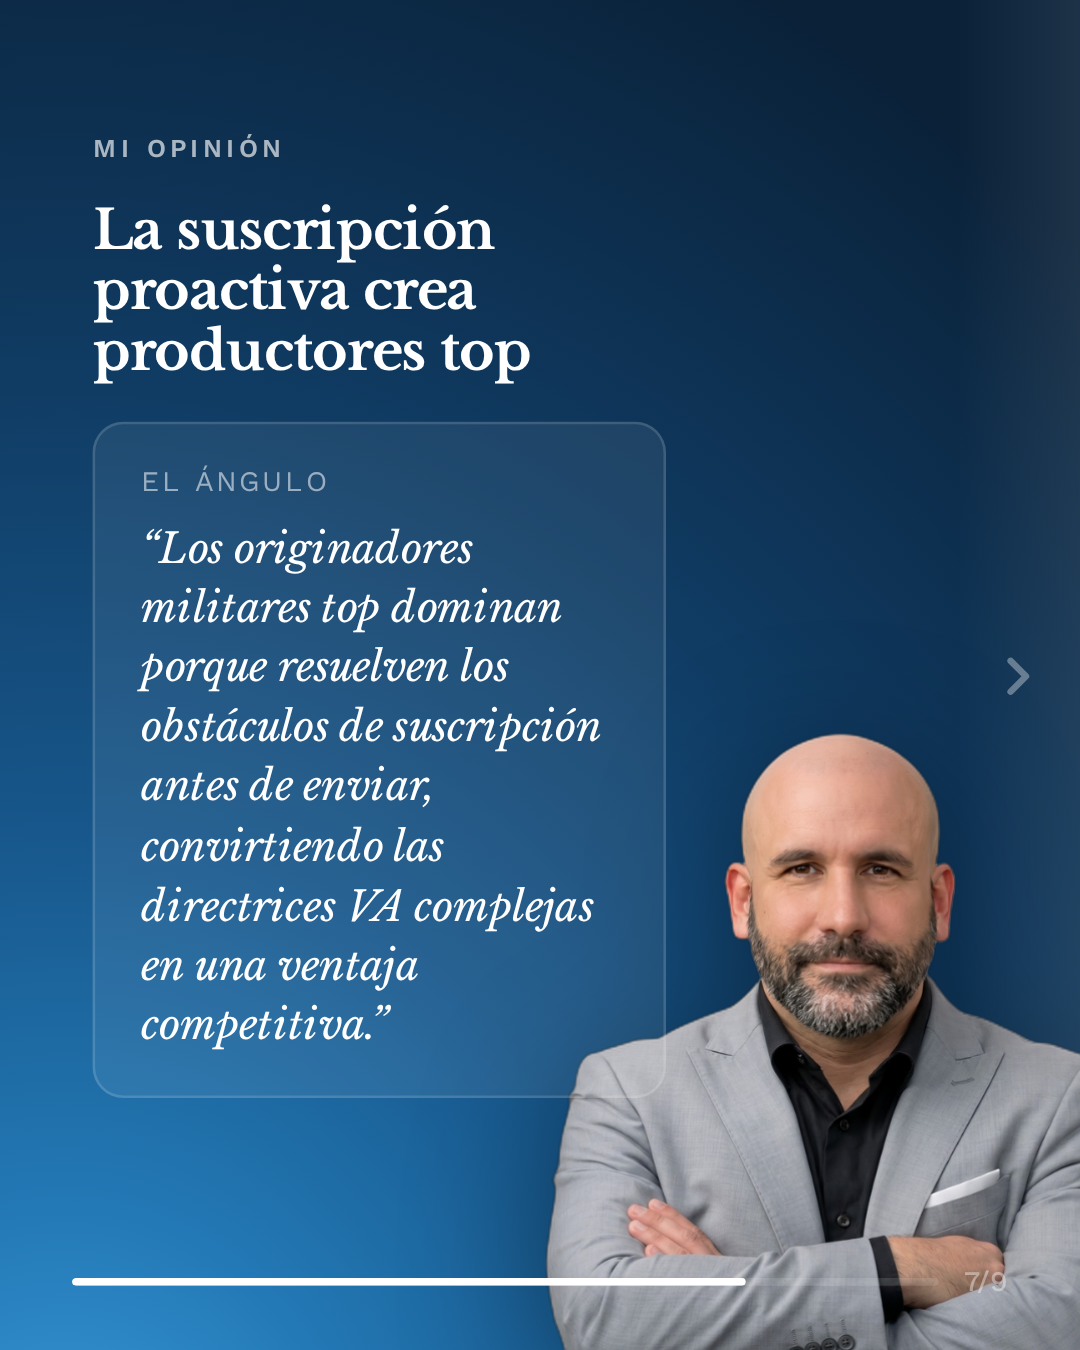 MI OPINIÓN
La suscripción
proactiva crea
productores top
EL ÁNGULO
“Los originadores
militares top dominan
porque resuelven los
obstáculos de suscripción
antes de enviar,
convirtiendo las
directrices VA complejas
en una ventaja
competitiva.”
7/9